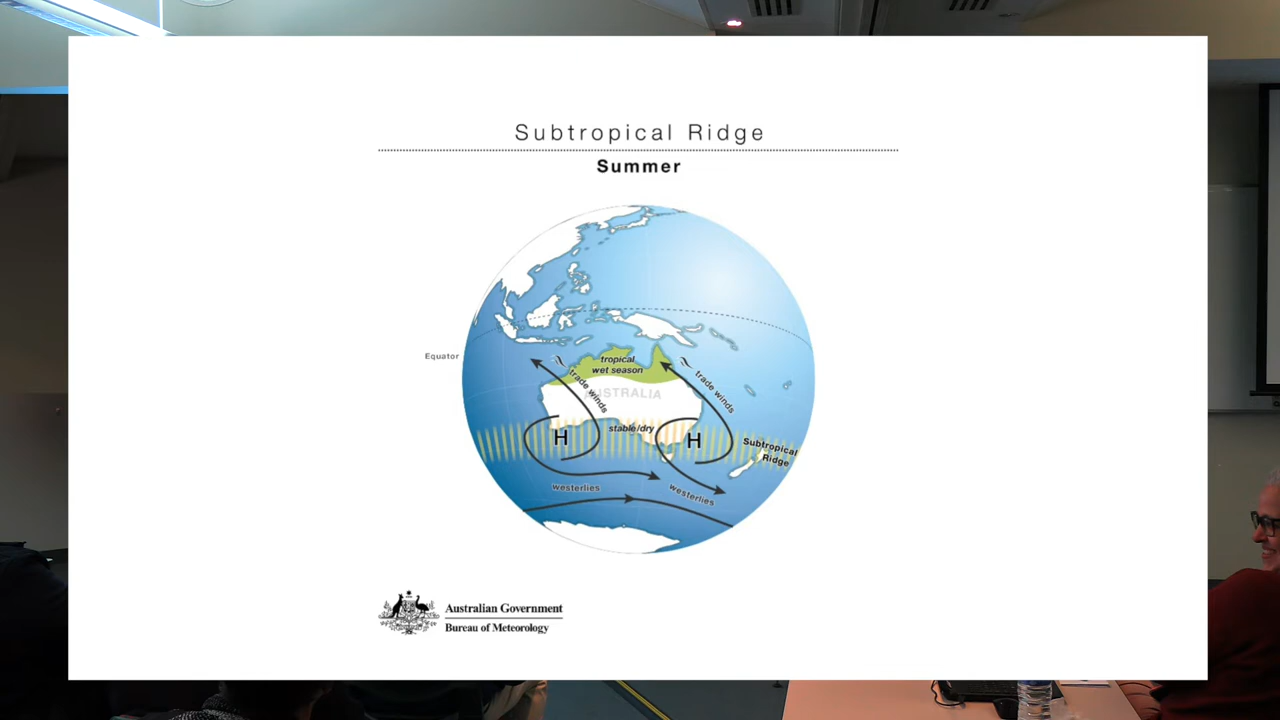 Subtropical Ridge
Summer
Equator
tropical
wet season
trade winds
trade winds
AUSTRALIA
stable/dry
H
H
Subtropical
Ridge
westerlies
westerlies
Australian Government
Bureau of Meteorology